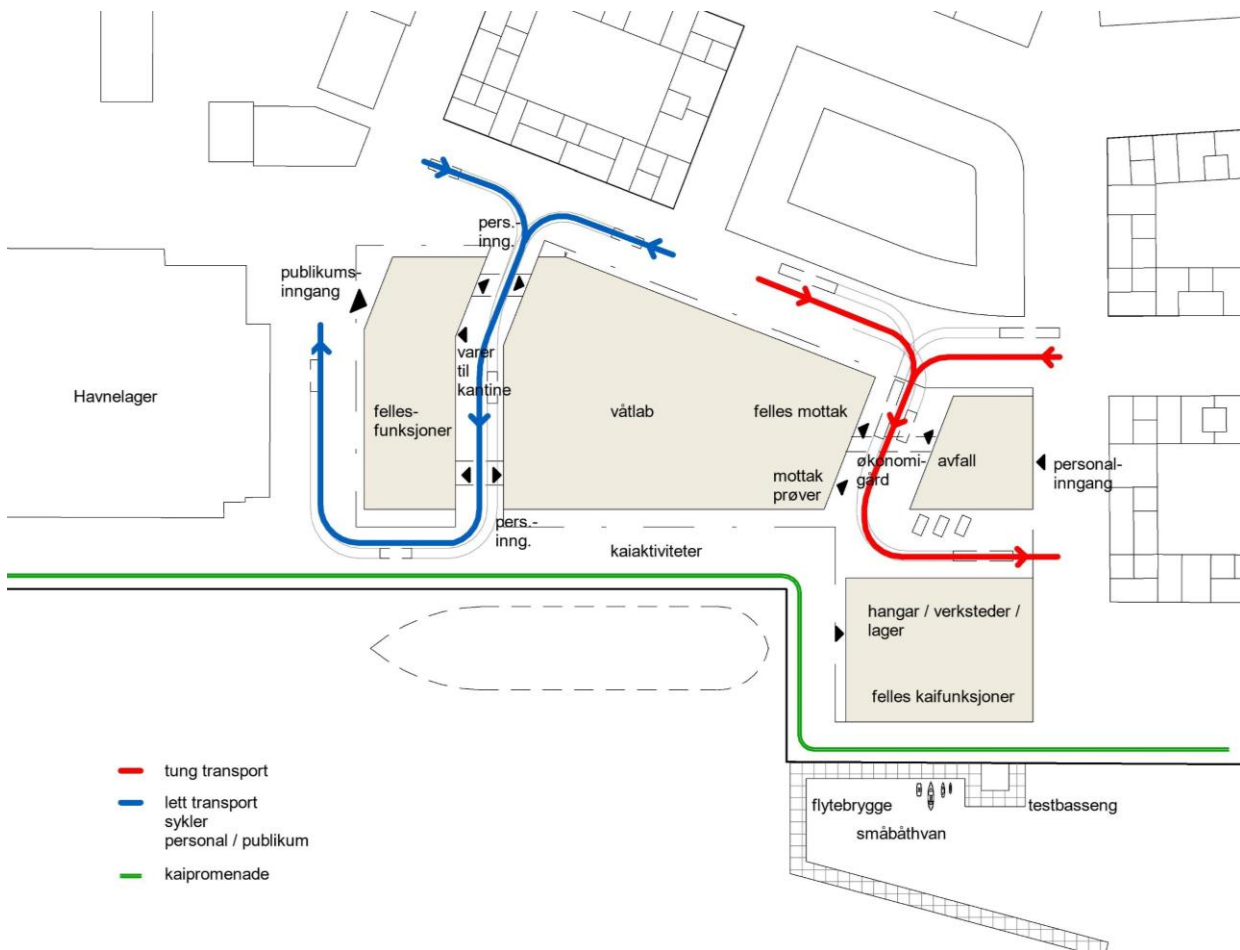 pers.-
inng.
publikums-
inngang
varer
til
kantine
Havnelager
felles-
funksjoner
våtlab
felles mottak
økonomi-
gård
avfall
mottak
prøver
personal-
inngang
pers.-
inng.
kaiaktiviteter
hangar / verksteder /
lager
felles kaifunksjoner
tung transport
lett transport
sykler
personal / publikum
kaipromenade
flytebrygge
testbasseng
småbåthvan